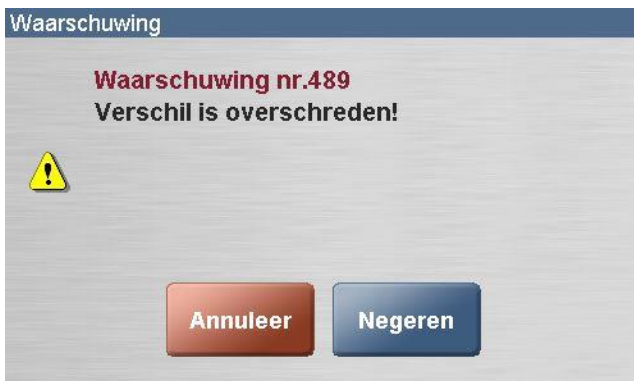 Waarschuwing
Waarschuwing nr.489
Verschil is overschreden!
Annuleer
Negeren